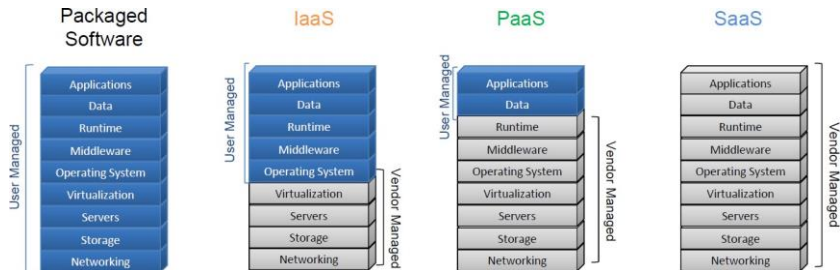 Packaged
Software
User Managed
Applications
Data
Runtime
Middleware
Operating System
Virtualization
Servers
Storage
Networking
IaaS
User Managed
Applications
Data
Runtime
Middleware
Operating System
Virtualization
Servers
Storage
Networking
Vendor Managed
PaaS
User Managed
Applications
Data
Runtime
Middleware
Operating System
Virtualization
Servers
Storage
Networking
Vendor Managed
SaaS
Applications
Data
Runtime
Middleware
Operating System
Virtualization
Servers
Storage
Networking
Vendor Managed